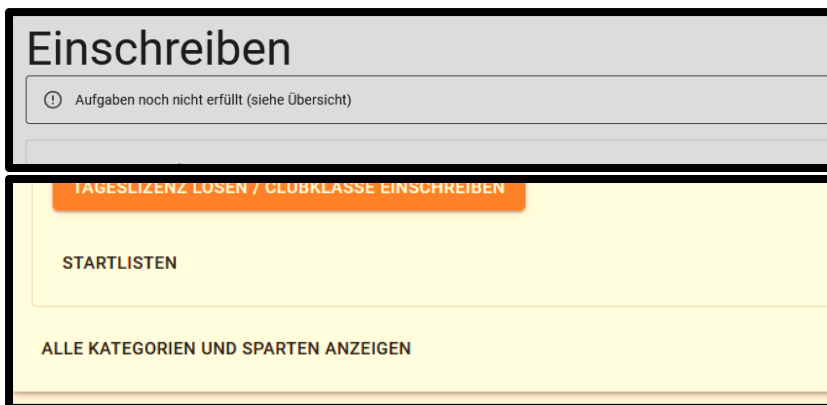 Einschreiben
Aufgaben noch nicht erfüllt (siehe Übersicht)
TAGESLIZENZ LÖSEN / CLUBKLASSE EINSCHREIBEN
STARTLISTEN
ALLE KATEGORIEN UND SPARTEN ANZEIGEN